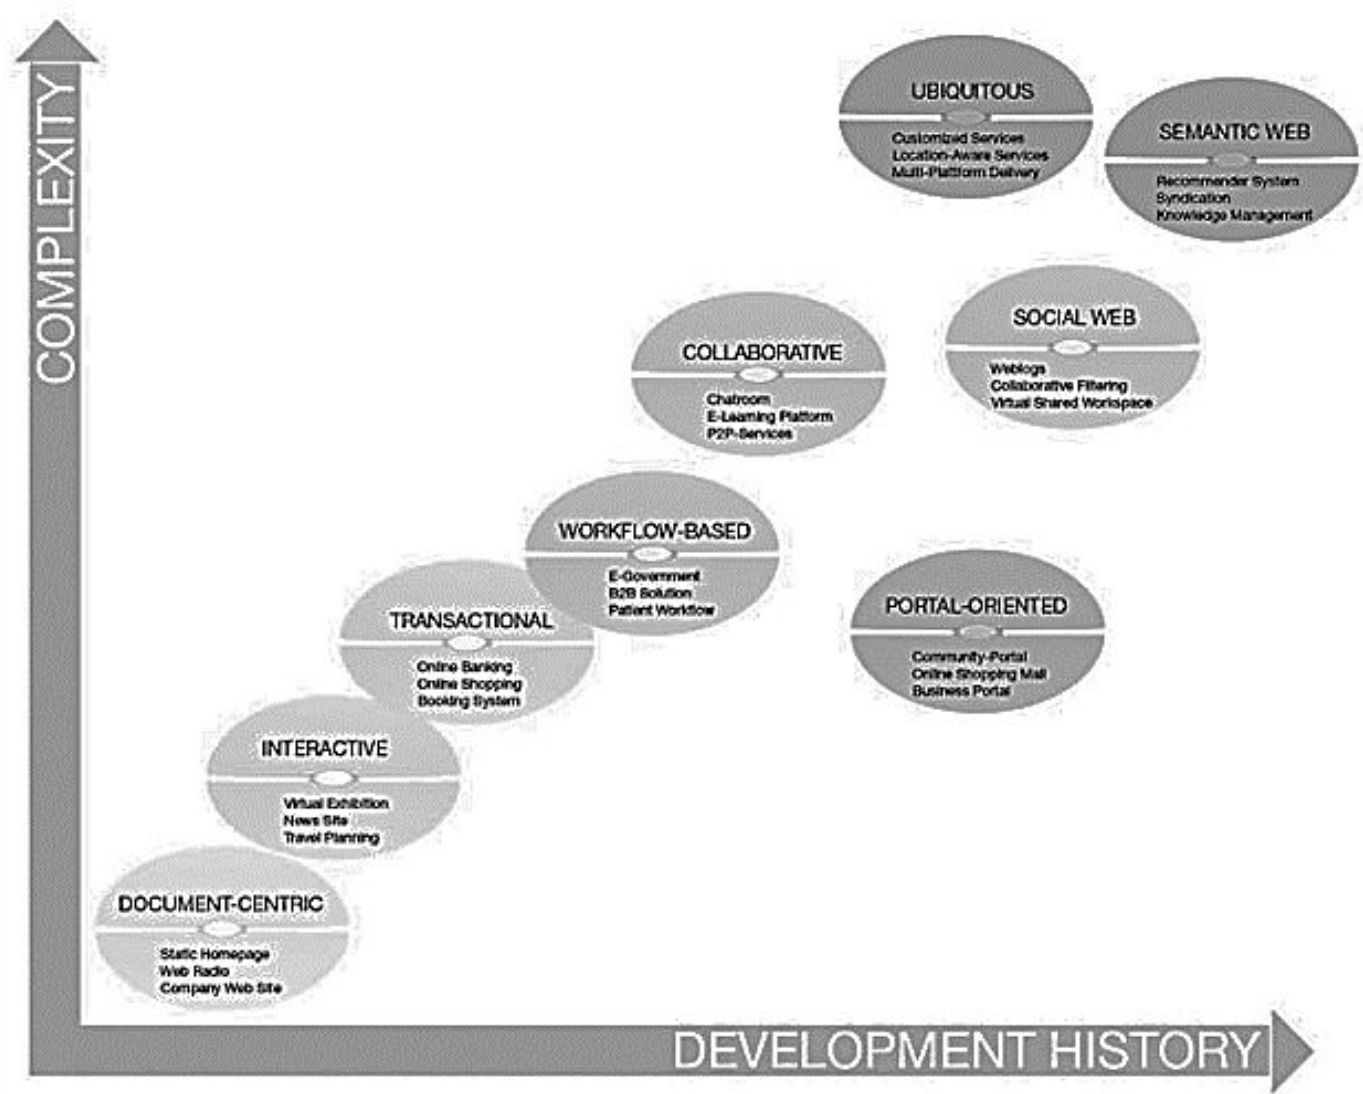 COMPLEXITY
UBIQUITOUS
Customized Services
Location-Aware Services
Multi-Plattform Delivery
SEMANTIC WEB
Recommender System
Syndication
Knowledge Management
SOCIAL WEB
Weblogs
Collaborative Filtering
Virtual Shared Workspace
COLLABORATIVE
Chatroom
E-Learning Platform
P2P-Services
WORKFLOW-BASED
E-Government
B2B Solution
Patient Workflow
PORTAL-ORIENTED
Community-Portal
Online Shopping Mall
Business Portal
TRANSACTIONAL
Online Banking
Online Shopping
Booking System
INTERACTIVE
Virtual Exhibition
News Site
Travel Planning
DOCUMENT-CENTRIC
Static Homepage
Web Radio
Company Web Site
DEVELOPMENT HISTORY